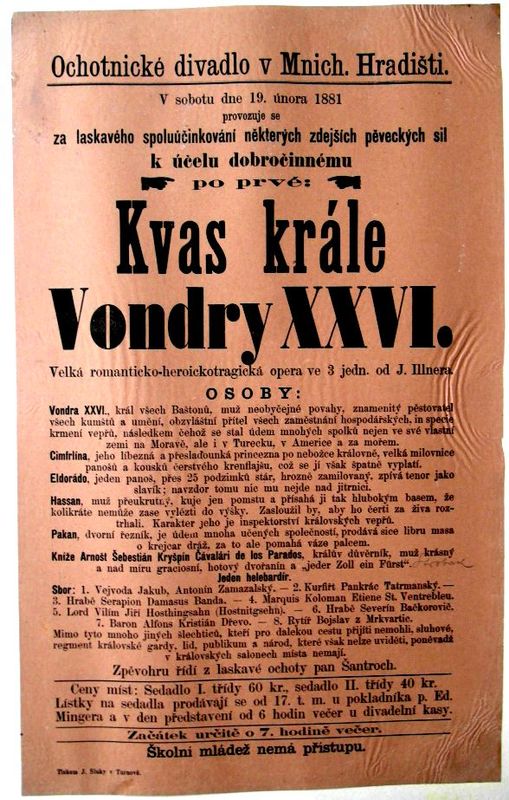 Ochotnické divadlo v Mnich. Hradišti.
V sobotu dne 19. února 1881
provozuje se
za laskavého spoluúčinkování některých zdejších pěveckých sil
k účelu dobročinnému
po prvé:
Kvas krále
Vondry XXVI.
Velká romanticko-heroickotragická opera ve 3 jedn. od J. Illnera.
OSOBY:
Vondra XXVI., král všech Baštonů, muž neobyčejné povahy, znamenitý pěstovatel
všech kumštů a umění, obzvláštní přítel všech zaměstnání hospodářských, in specie
krmení vepřů, následkem čehož se stal údem mnohých spolků nejen ve své vlastní
zemi na Moravě, ale i v Turecku, v Americe a za mořem.
Cimfrlina, jeho líbezná a přesladounká princezna po nebožce královně, velká milovnice
panošů a kousků čerstvého krenflajšu, což se jí však špatně vyplatí.
Eldorádo, jeden panoš, přes 25 podzimků stár, hrozně zamilovaný, zpívá tenor jako
slavík; navzdor tomu nic mu nejde nad jitrnici.
Hassan, muž přeukrutný, kuje jen pomstu a přísahá ji tak hlubokým basem, že
kolikráte nemůže zase vylézti do výšky. Zasloužil by, aby ho čerti za živa roz-
trhali. Karakter jeho je inspektorství královských vepřů.
Pakan, dvorní řezník, je údem mnoha učených společností, prodává sice libru masa
o krejcar dráž, za to ale pomahá váze palcem.
Kníže Arnošt Šebestián Kryšpin Cávalári de los Parados, králův důvěrník, muž krásný
a nad míru graciosní, hotový dvořanín a „jeder Zoll ein Fürst“.
Jeden helebardír.
Sbor: 1. Vejvoda Jakub, Antonín Zamazalský. — 2. Kurfiřt Pankrác Tatrmanský. —
3. Hrabě Serapion Damasus Banda. — 4. Marquis Koloman Etiene St. Ventrebleu.
5. Lord Vilím Jiří Hosthingsehn (Hostnitgsehn). — 6. Hrabě Severin Bačkorovič.
7. Baron Alfons Kristián Dřevo. — 8. Rytíř Bojslav z Mrkvartic.
Mimo tyto mnoho jiných šlechticů, kteří pro dalekou cestu přijíti nemohli, sluhové,
regment královské gardy, lid, publikum a národ, které však nelze uviděti, poněvadž
v královských salonech místa nemají.
Zpěvohru řídí z laskavé ochoty pan Šantroch.
Ceny míst: Sedadlo I. třídy 60 kr., sedadlo II. třídy 40 kr.
Lístky na sedadla prodávají se od 17. t. m. u pokladníka p. Ed.
Mingera a v den představení od 6 hodin večer u divadelní kasy.
Začátek určitě o 7. hodině večer.
Školní mládež nemá přístupu.
Tiskem J. Sluky v Turnově.